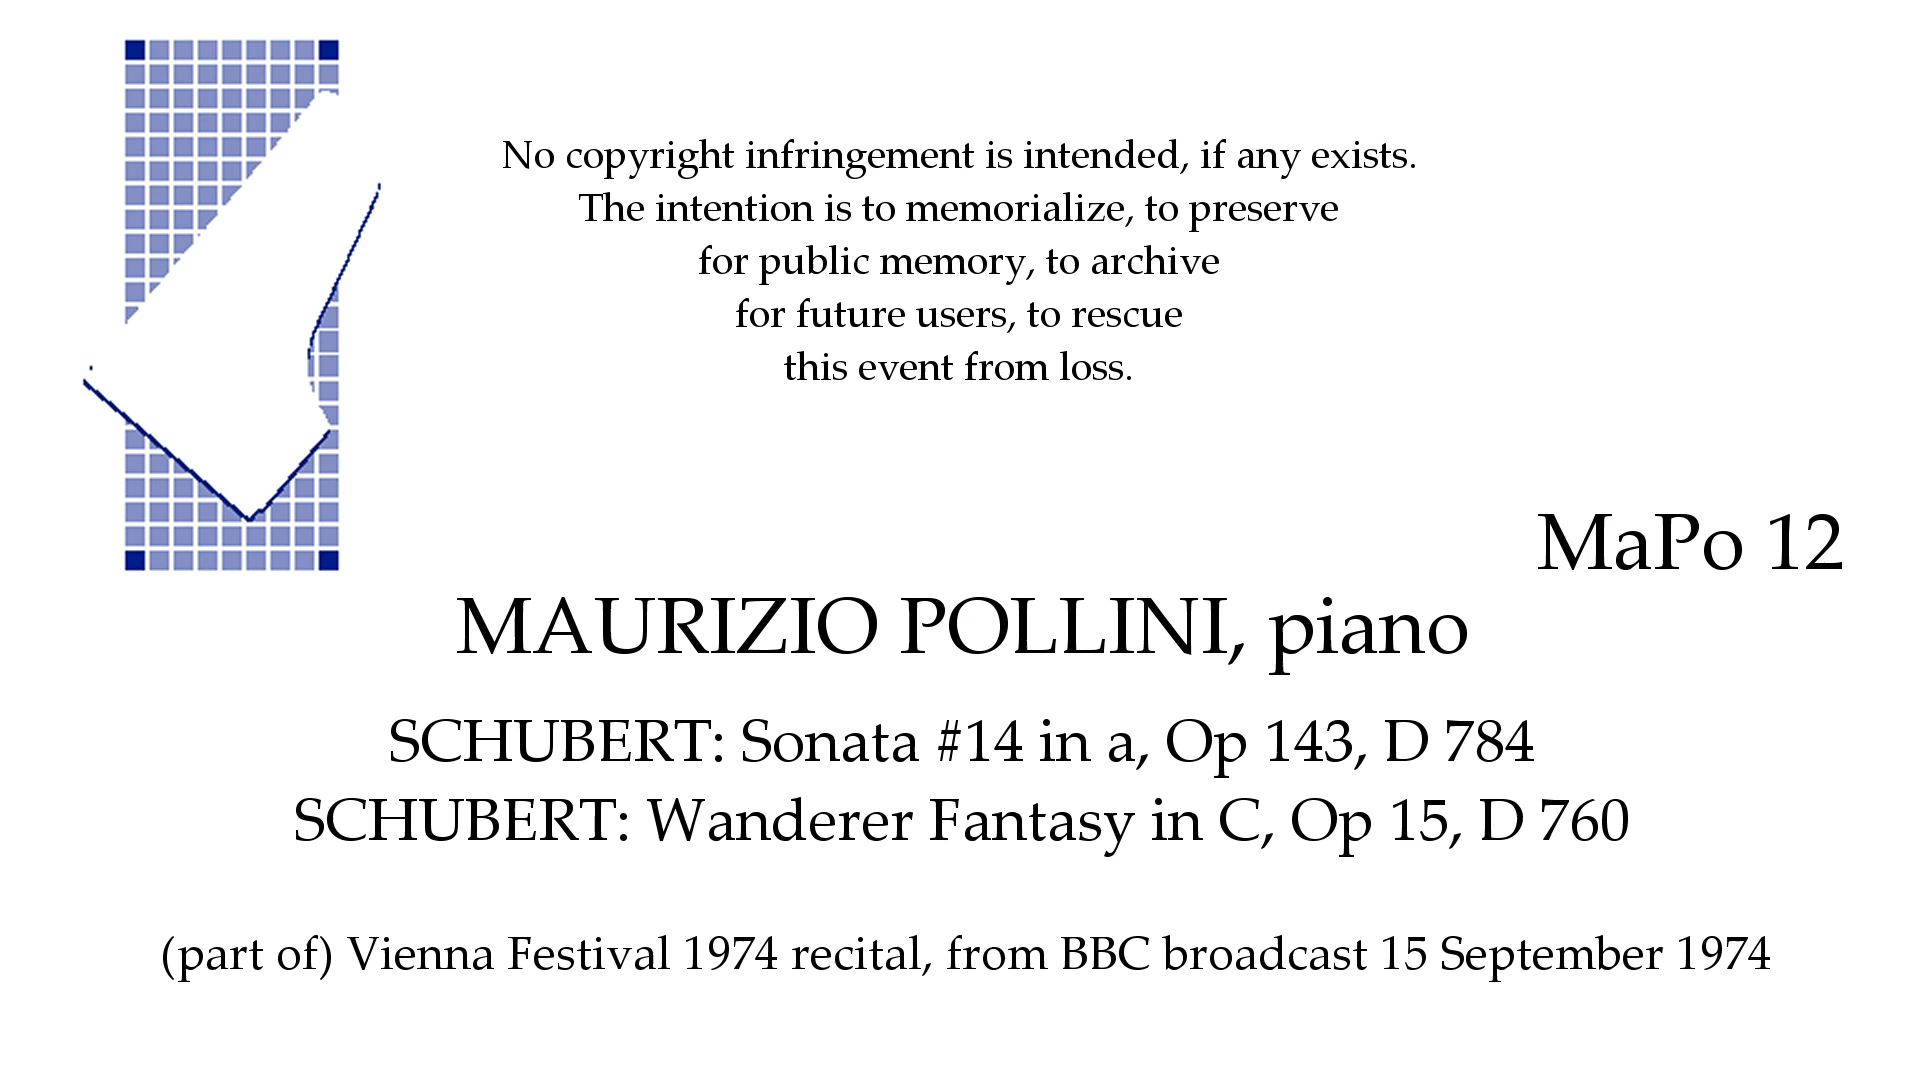 No copyright infringement is intended, if any exists.
The intention is to memorialize, to preserve
for public memory, to archive
for future users, to rescue
this event from loss.
MaPo 12
MAURIZIO POLLINI, piano
SCHUBERT: Sonata #14 in a, Op 143, D 784
SCHUBERT: Wanderer Fantasy in C, Op 15, D 760
(part of) Vienna Festival 1974 recital, from BBC broadcast 15 September 1974